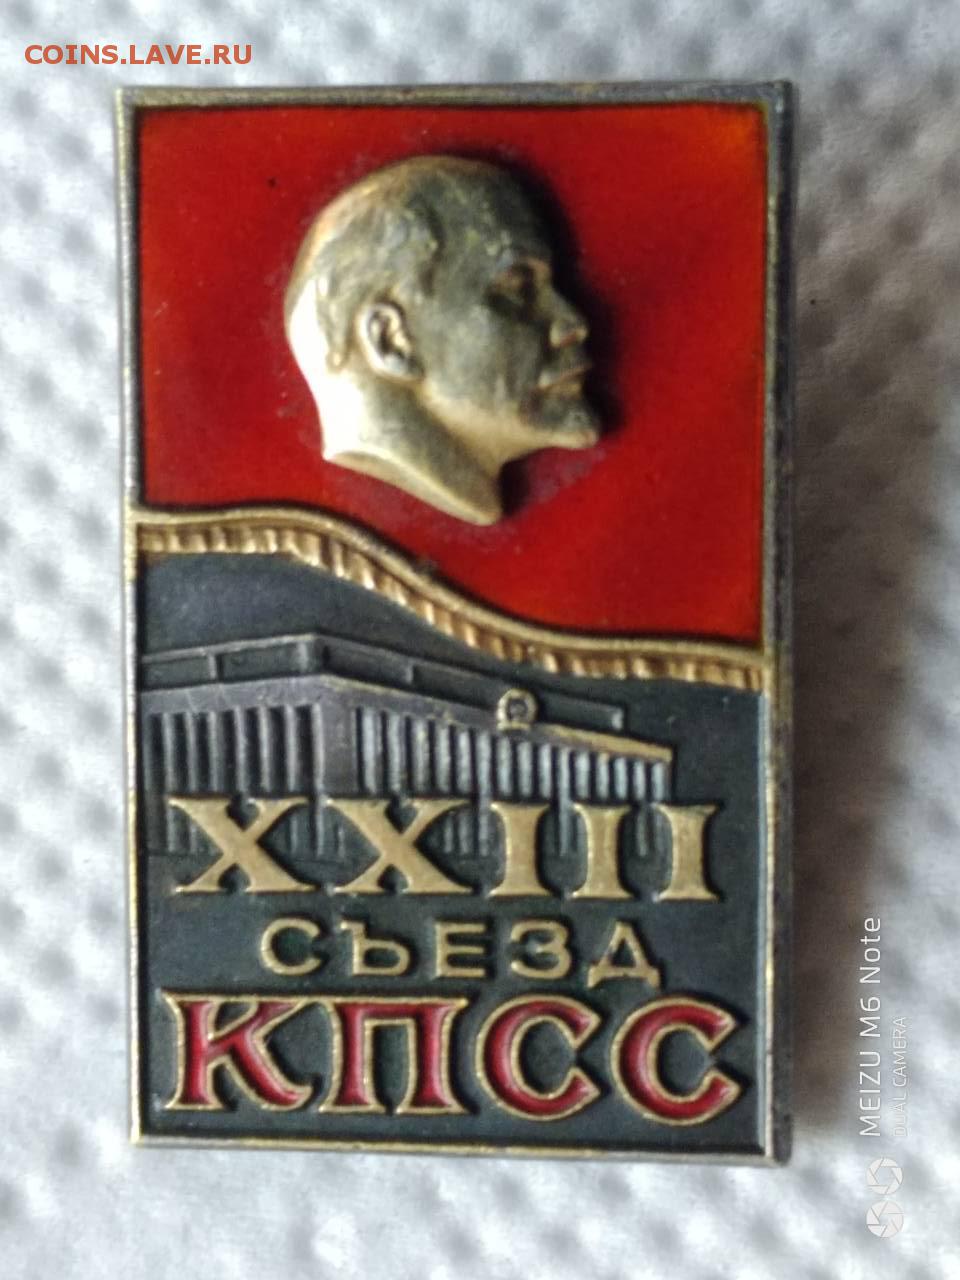 COINS.LAVE.RU
XXIII
СЪЕЗД
КПСС
MEIZU M6 Note
DUAL CAMERA